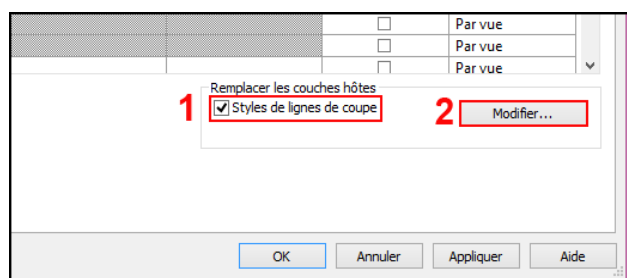 Par vue
Par vue
Par vue
Remplacer les couches hôtes
1 Styles de lignes de coupe 2 Modifier...
OK Annuler Appliquer Aide